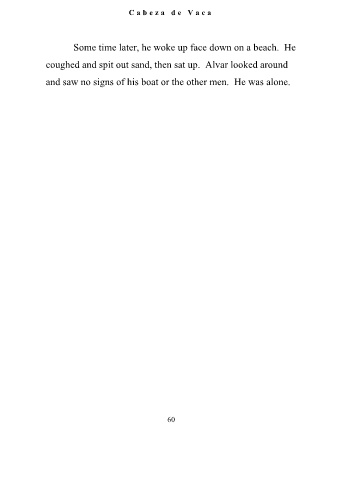 Cabeza de Vaca
Some time later, he woke up face down on a beach. He
coughed and spit out sand, then sat up. Alvar looked around
and saw no signs of his boat or the other men. He was alone.
60